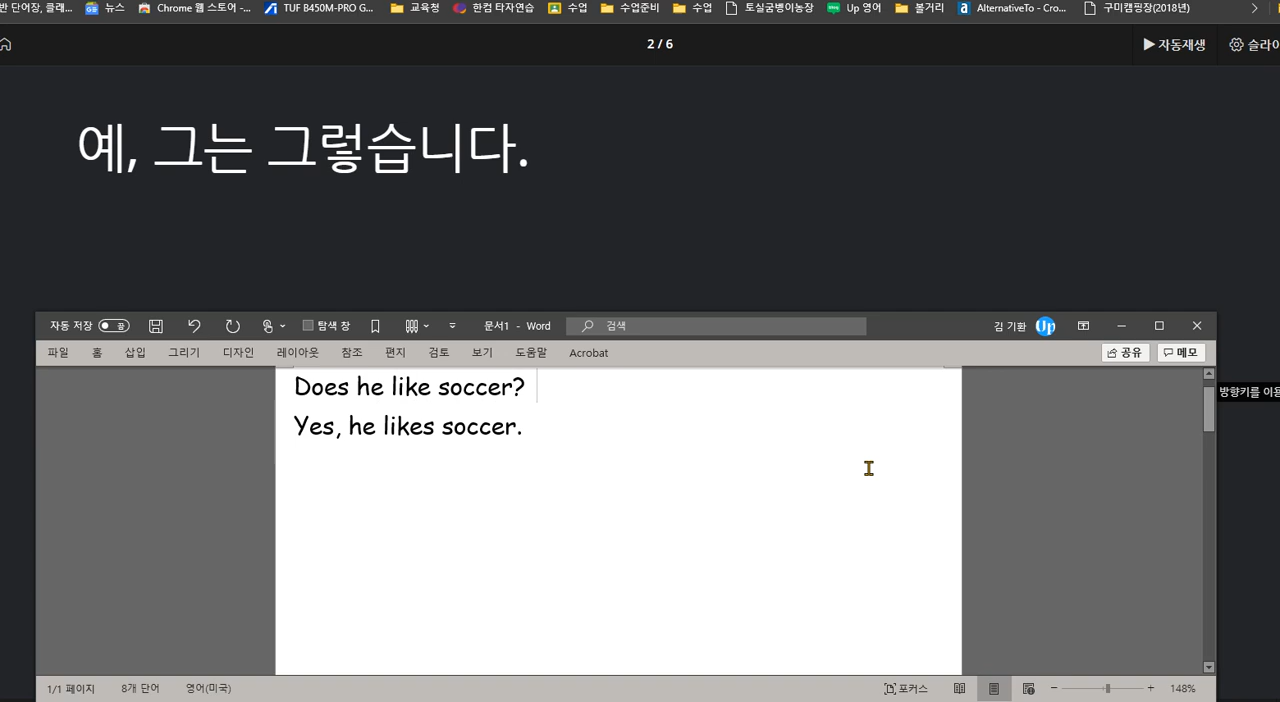 반 단어장, 클래... 뉴스 Chrome 웹 스토어 -... TUF B450M-PRO G... 교육청 한컴 타자연습 수업 수업준비 수업 토실굼벵이농장 Up 영어 볼거리 AlternativeTo - Cro... 구미캠핑장(2018년)
2 / 6 자동재생 슬라이
예, 그는 그렇습니다.
자동 저장 끔 탐색 창 문서1 - Word 검색 김 기환 Up
파일 홈 삽입 그리기 디자인 레이아웃 참조 편지 검토 보기 도움말 Acrobat 공유 메모
Does he like soccer?
방향키를 이용
Yes, he likes soccer.
1/1 페이지 8개 단어 영어(미국) 포커스 148%